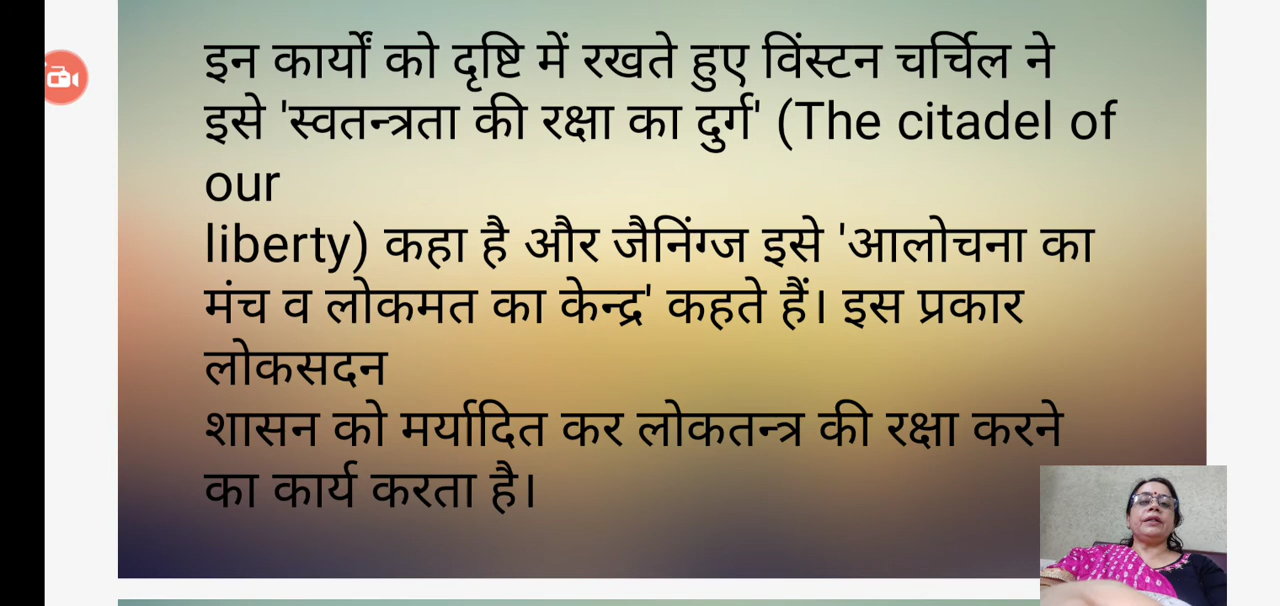 इन कार्यों को दृष्टि में रखते हुए विंस्टन चर्चिल ने
इसे 'स्वतन्त्रता की रक्षा का दुर्ग' (The citadel of
our
liberty) कहा है और जैनिंग्ज इसे 'आलोचना का
मंच व लोकमत का केन्द्र' कहते हैं। इस प्रकार
लोकसदन
शासन को मर्यादित कर लोकतन्त्र की रक्षा करने
का कार्य करता है।